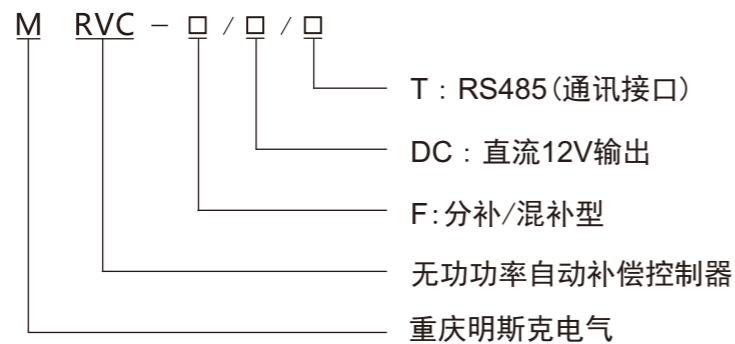 M RVC - □ / □ / □
T：RS485(通讯接口)
DC：直流12V输出
F:分补/混补型
无功功率自动补偿控制器
重庆明斯克电气